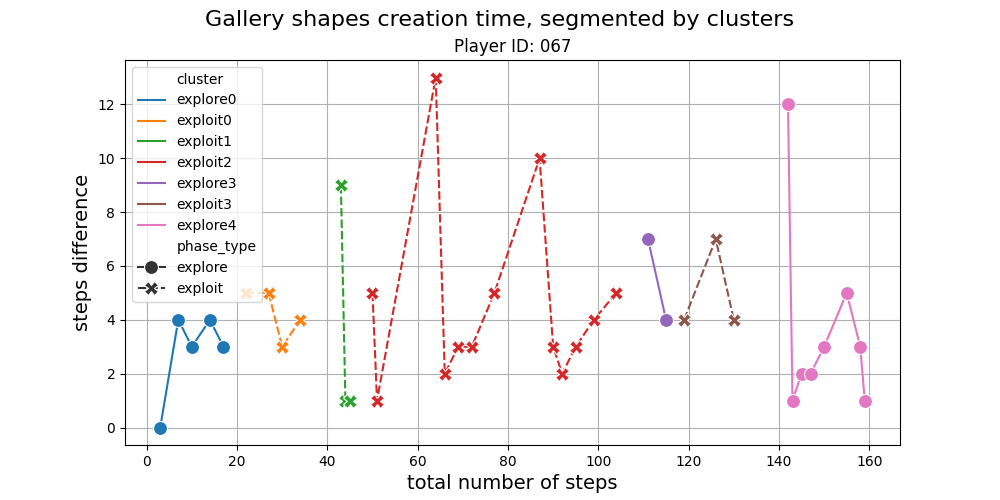 Gallery shapes creation time, segmented by clusters
Player ID: 067
steps difference
12
10
8
6
4
2
0
cluster
explore0
exploit0
exploit1
exploit2
explore3
exploit3
explore4
phase_type
explore
exploit
0 20 40 60 80 100 120 140 160
total number of steps